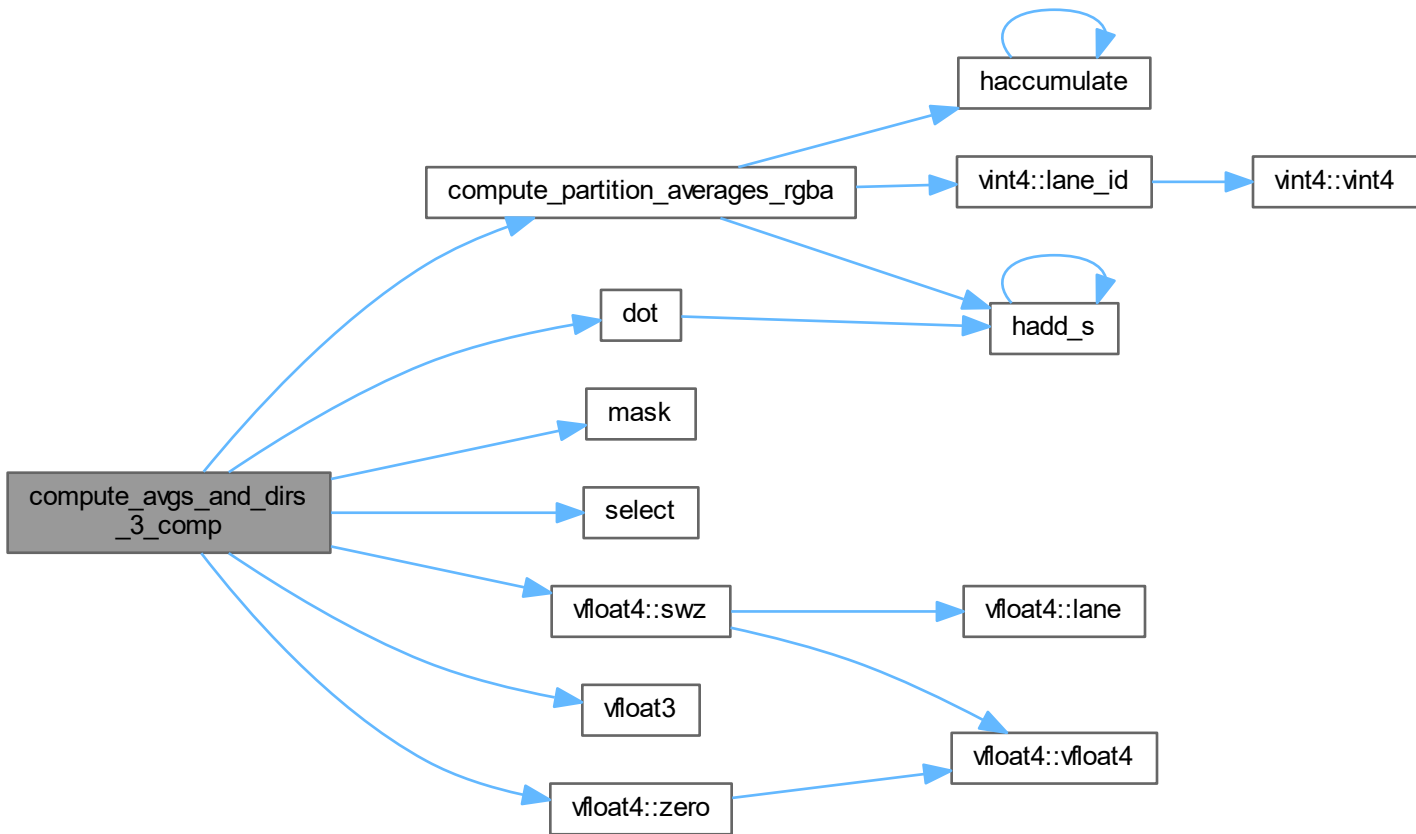 haccumulate
compute_partition_averages_rgba
vint4::lane_id
vint4::vint4
dot
hadd_s
mask
compute_avgs_and_dirs
_3_comp
select
vfloat4::swz
vfloat4::lane
vfloat3
vfloat4::vfloat4
vfloat4::zero